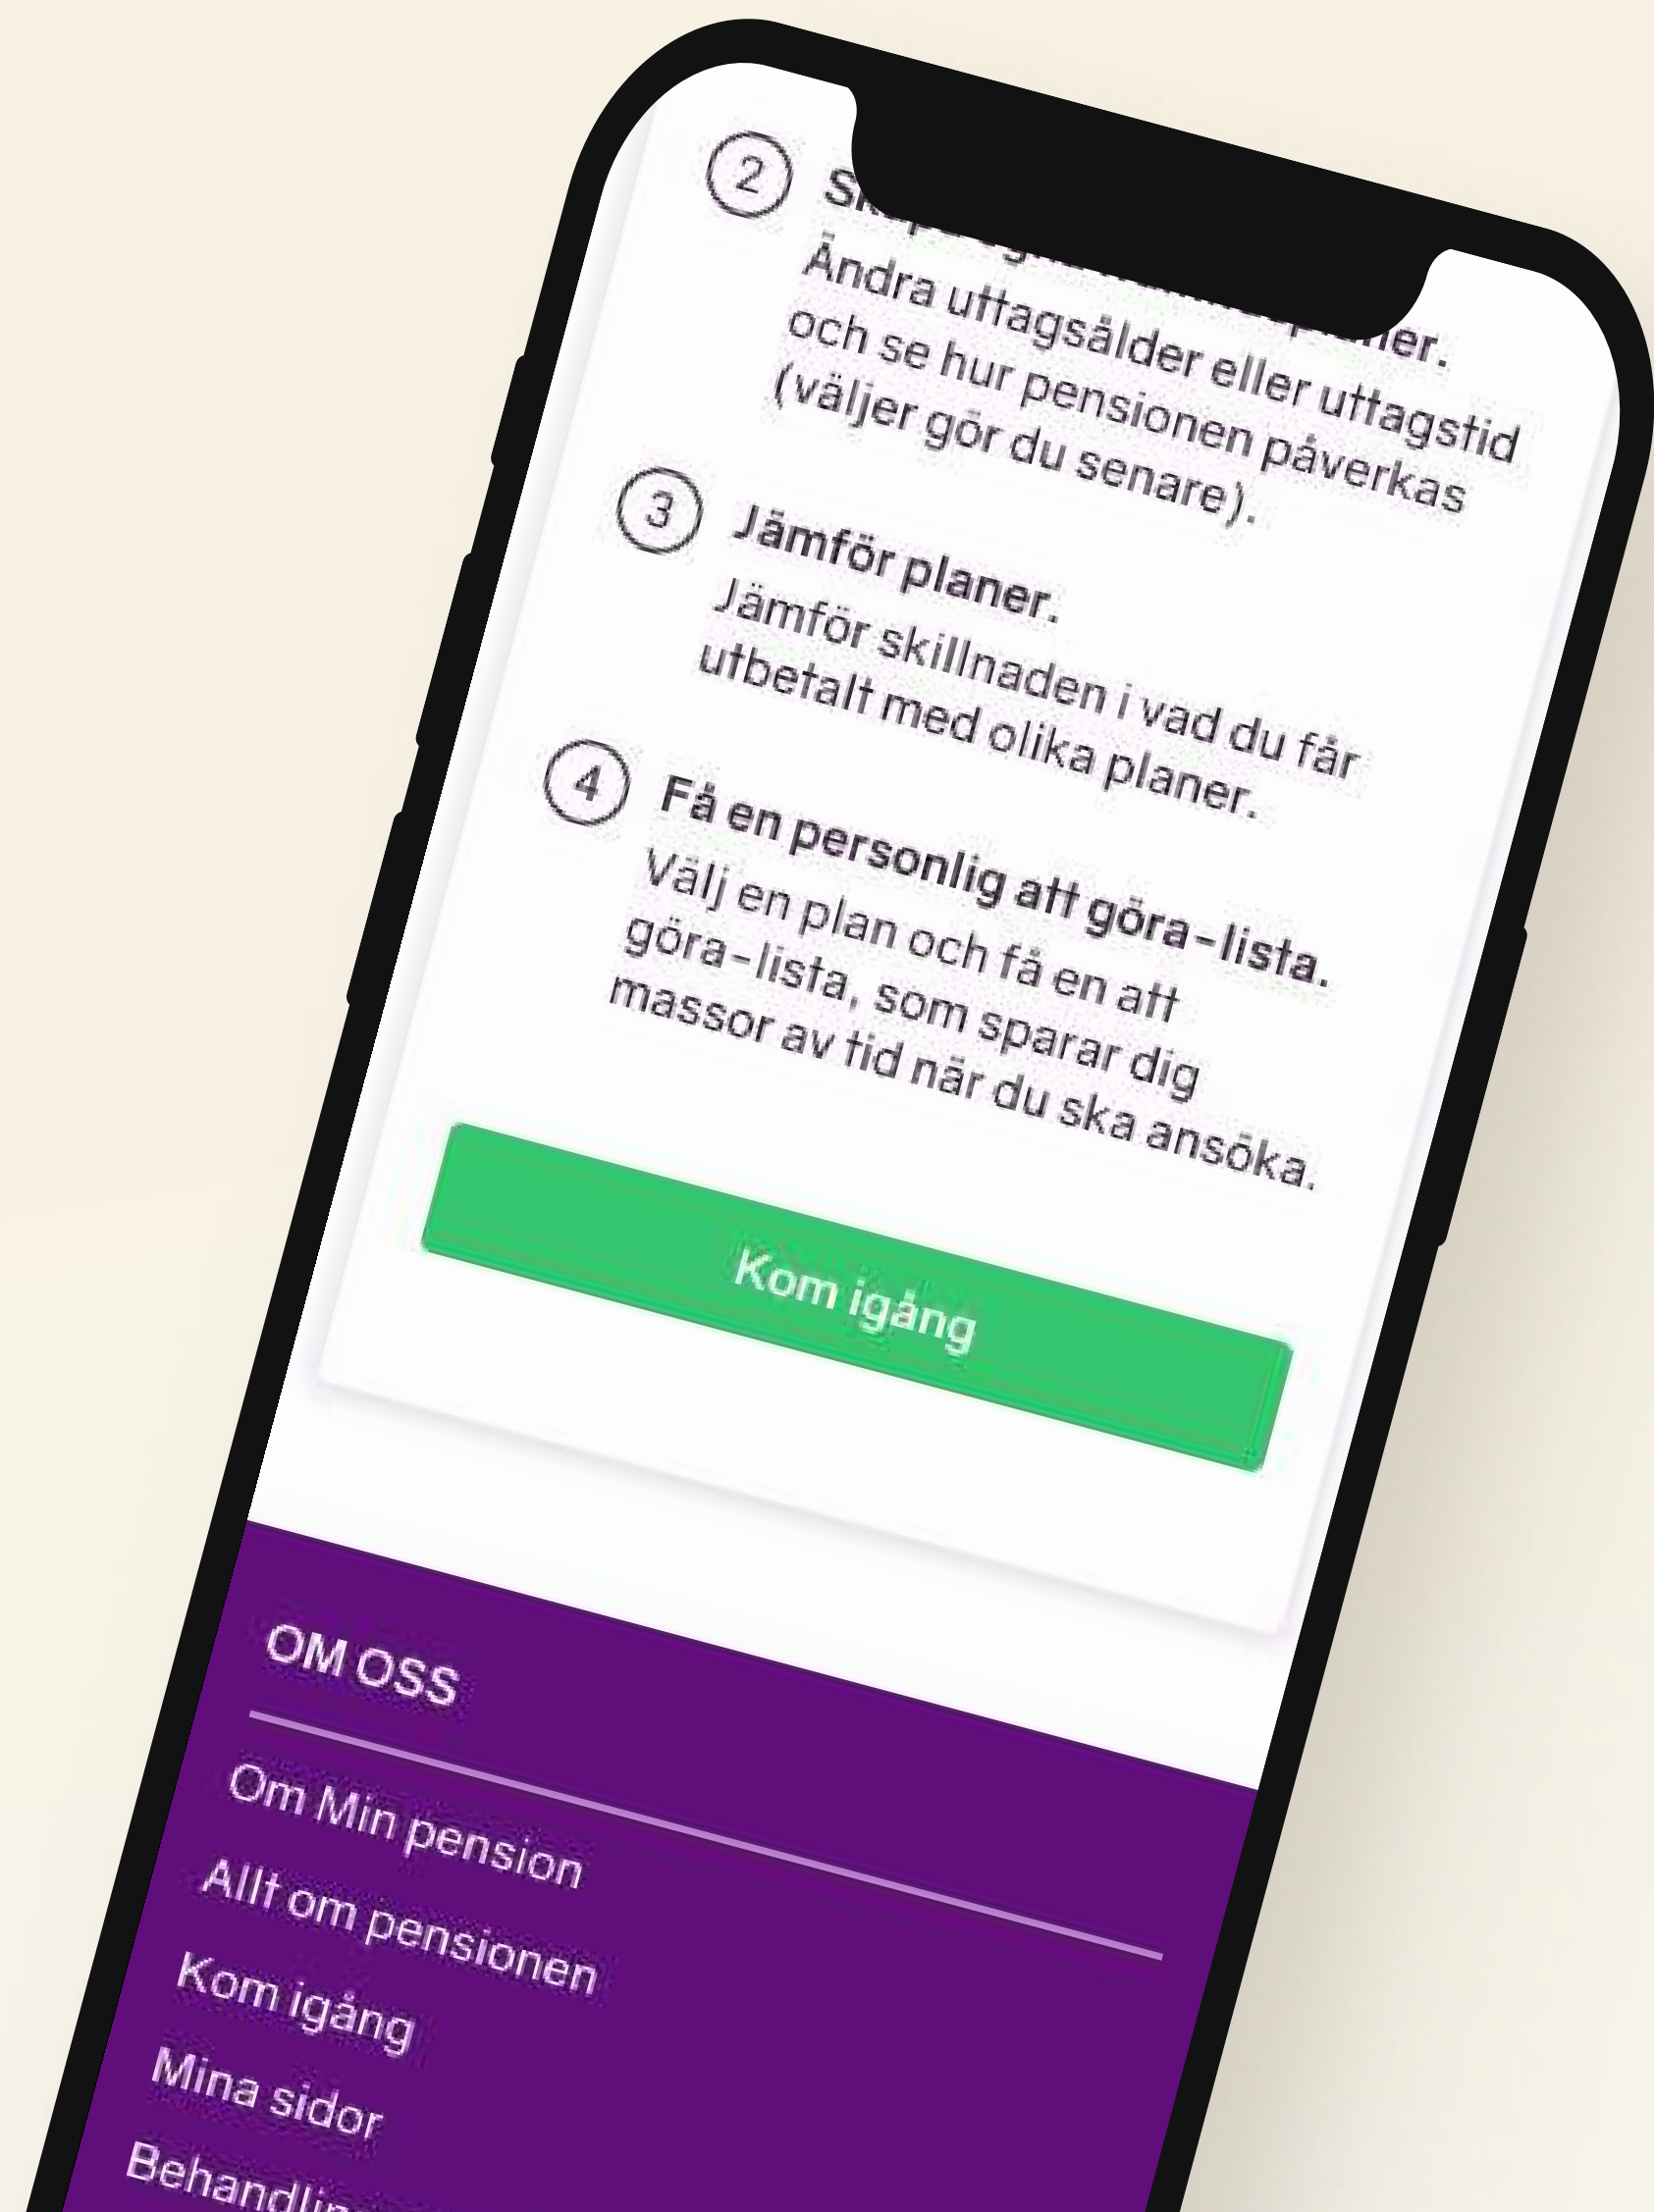 2
Ändra uttagsålder eller uttagstid
och se hur pensionen påverkas
(väljer gör du senare).
3 Jämför planer.
Jämför skillnaden i vad du får
utbetalt med olika planer.
4 Få en personlig att göra-lista.
Välj en plan och få en att
göra-lista, som sparar dig
massor av tid när du ska ansöka.
Kom igång
OM OSS
Om Min pension
Allt om pensionen
Kom igång
Mina sidor